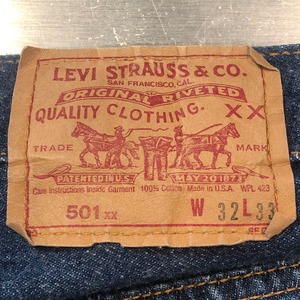 LEVI STRAUSS & CO.
SAN FRANCISCO, CAL.
ORIGINAL RIVETED
QUALITY CLOTHING. XX
TRADE MARK
PATENTED IN U.S. MAY 20 1873
Care Instructions Inside Garment 100% Cotton Made in U.S.A. WPL 423
501 XX W 32 L 33